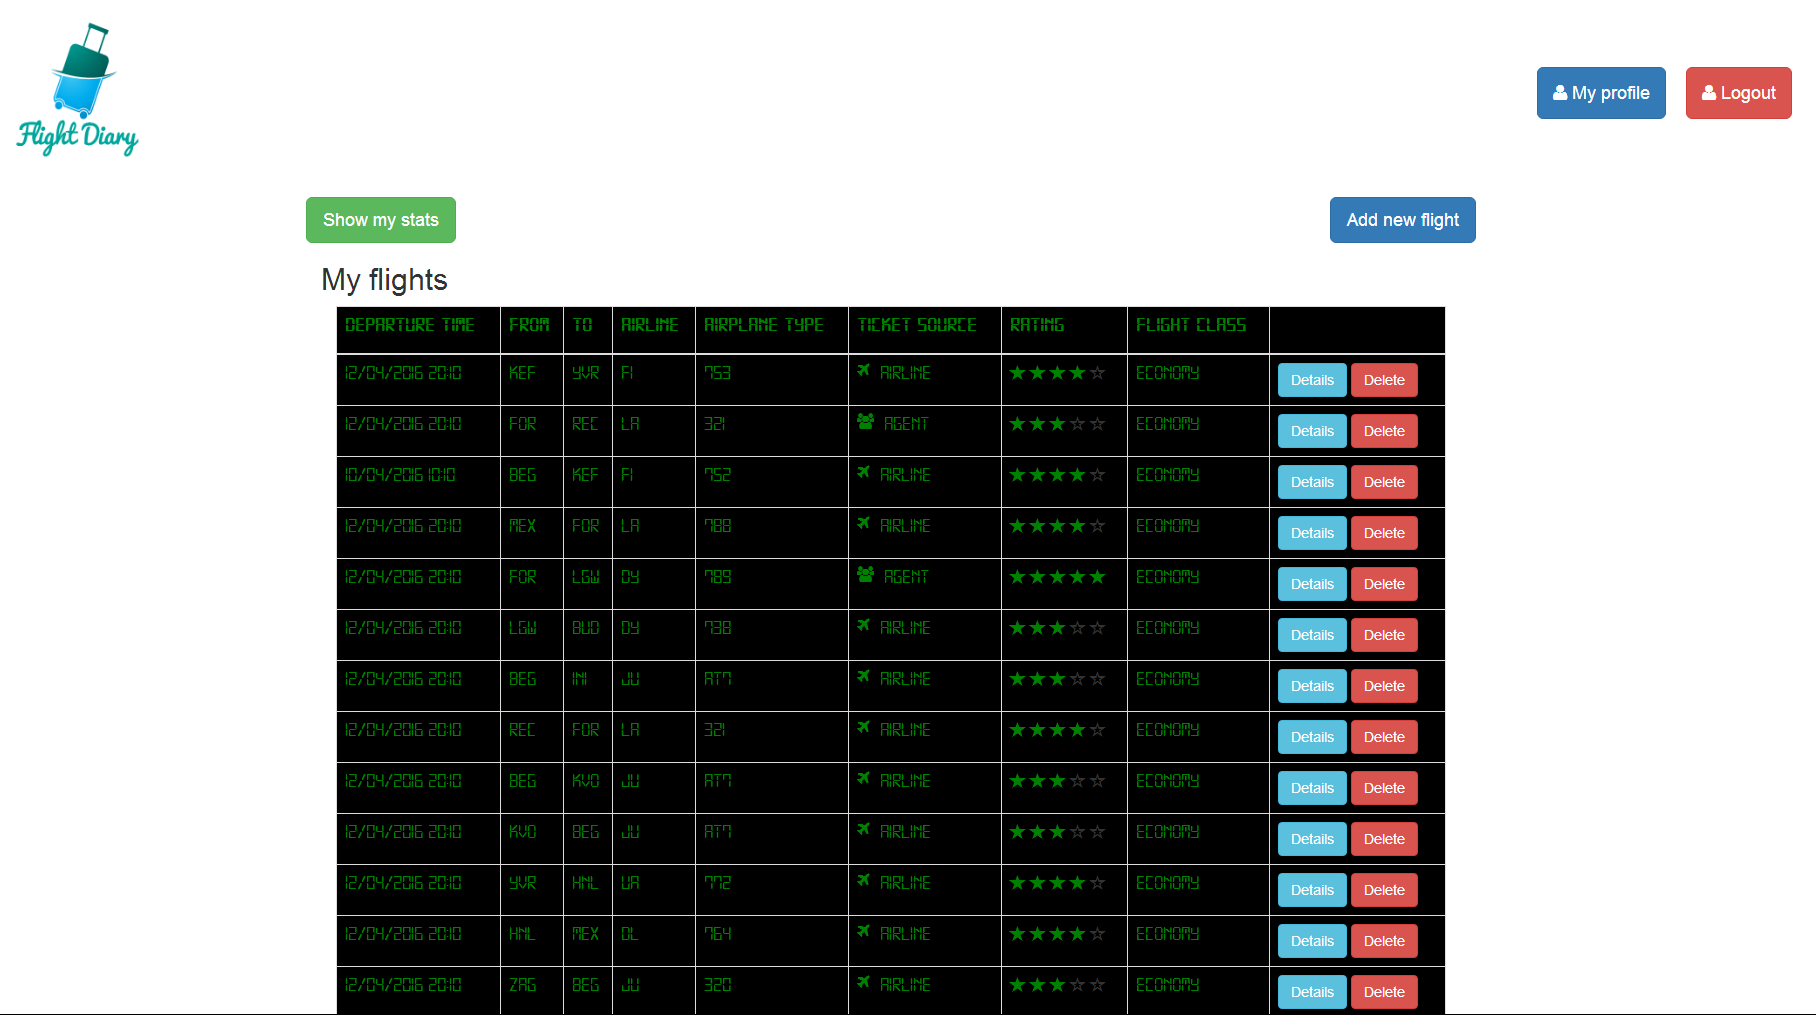 Flight Diary
My profile
Logout
Show my stats
Add new flight
My flights
DEPARTURE TIME FROM TO AIRLINE AIRPLANE TYPE TICKET SOURCE RATING FLIGHT CLASS
12/04/2016 20:10 KEF YVR FI 753 AIRLINE ECONOMY Details Delete
12/04/2016 20:10 FOR REC LA 321 AGENT ECONOMY Details Delete
10/04/2016 10:10 BEG KEF FI 752 AIRLINE ECONOMY Details Delete
12/04/2016 20:10 MEX FOR LA 788 AIRLINE ECONOMY Details Delete
12/04/2016 20:10 FOR LGW DY 789 AGENT ECONOMY Details Delete
12/04/2016 20:10 LGW BUD DY 738 AIRLINE ECONOMY Details Delete
12/04/2016 20:10 BEG INI JU AT7 AIRLINE ECONOMY Details Delete
12/04/2016 20:10 REC FOR LA 321 AIRLINE ECONOMY Details Delete
12/04/2016 20:10 BEG KVO JU AT7 AIRLINE ECONOMY Details Delete
12/04/2016 20:10 KVO BEG JU AT7 AIRLINE ECONOMY Details Delete
12/04/2016 20:10 YVR HNL UA 772 AIRLINE ECONOMY Details Delete
12/04/2016 20:10 HNL MEX DL 764 AIRLINE ECONOMY Details Delete
12/04/2016 20:10 ZAG BEG JU 320 AIRLINE ECONOMY Details Delete